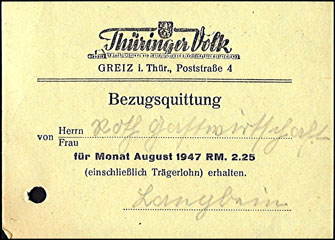 Thüringer Volk
GREIZ i. Thür., Poststraße 4
Bezugsquittung
von Herrn
Frau
Gastwirtschaft
für Monat August 1947 RM. 2.25
(einschließlich Trägerlohn) erhalten.
Langbein